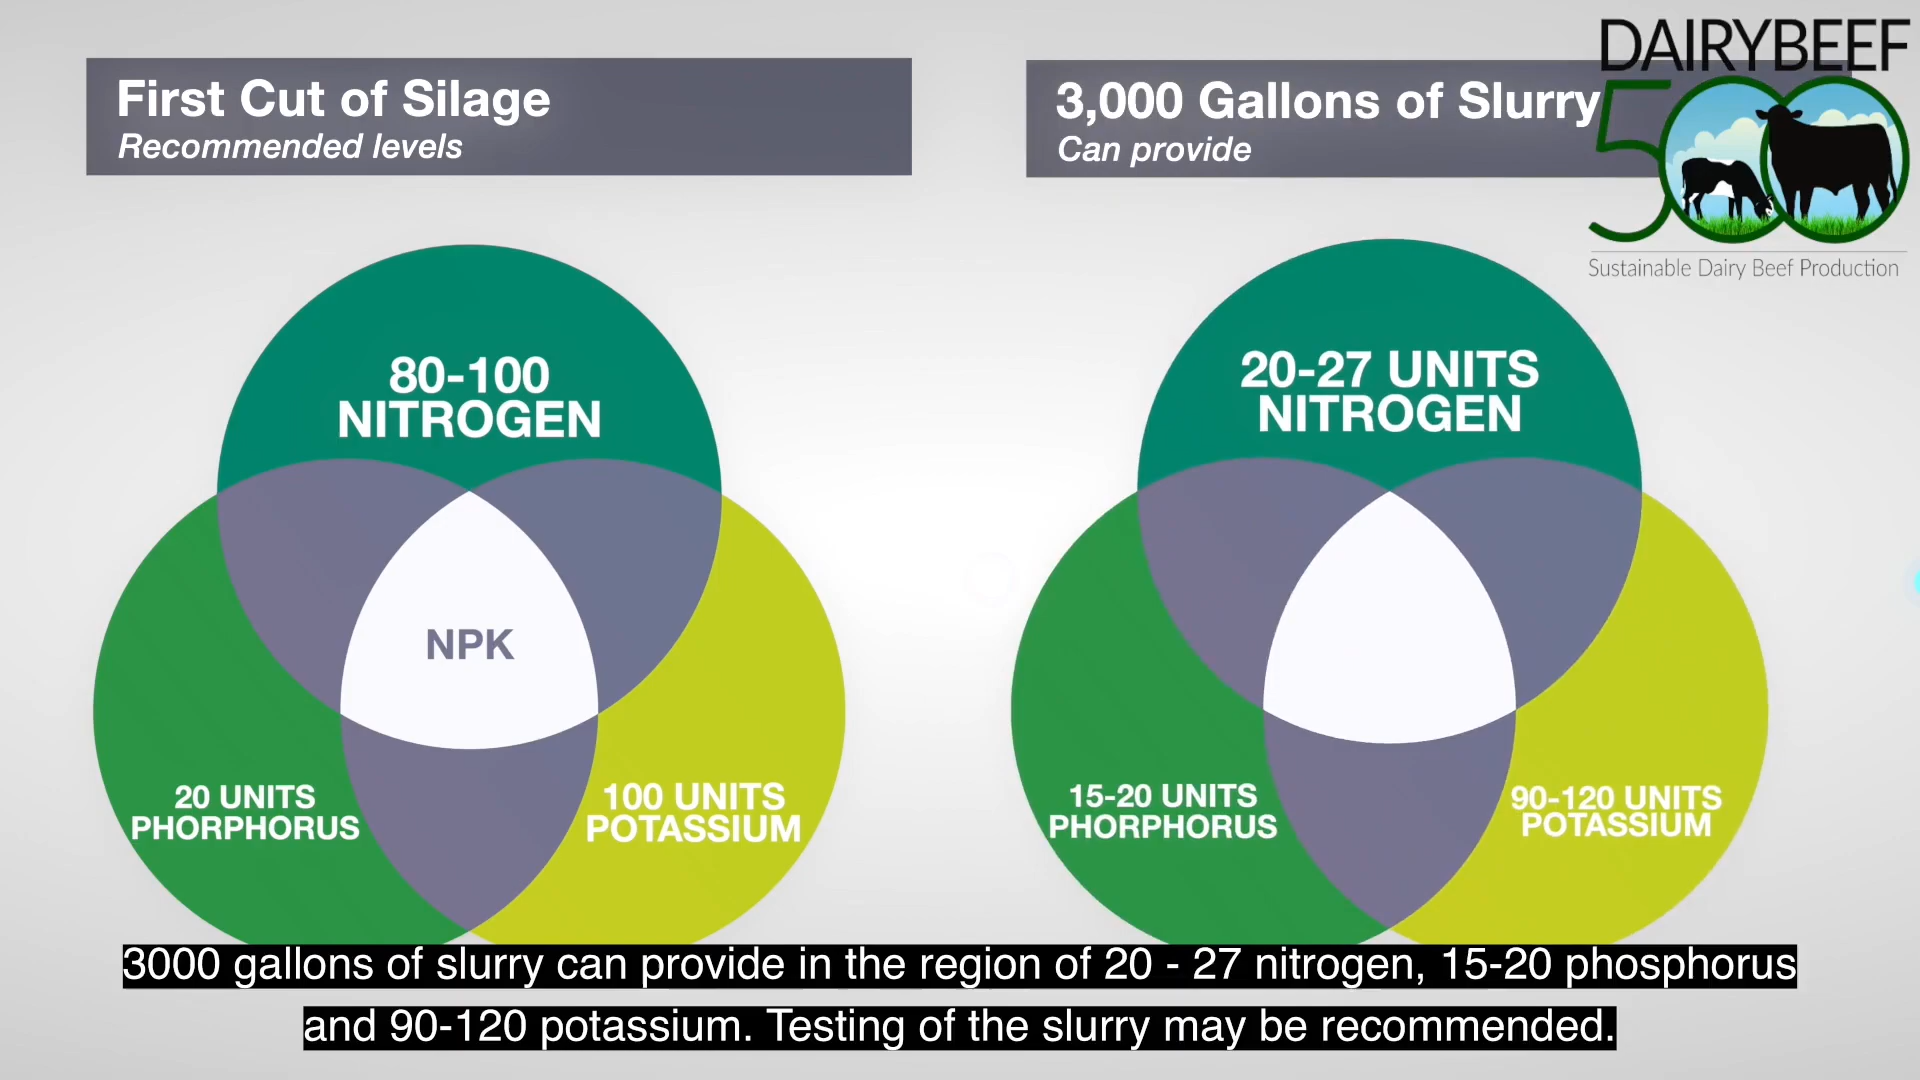 First Cut of Silage
Recommended levels
3,000 Gallons of Slurry
Can provide
DAIRYBEEF
500
Sustainable Dairy Beef Production
80-100
NITROGEN
NPK
20 UNITS
PHORPHORUS
100 UNITS
POTASSIUM
20-27 UNITS
NITROGEN
15-20 UNITS
PHORPHORUS
90-120 UNITS
POTASSIUM
3000 gallons of slurry can provide in the region of 20 - 27 nitrogen, 15-20 phosphorus
and 90-120 potassium. Testing of the slurry may be recommended.